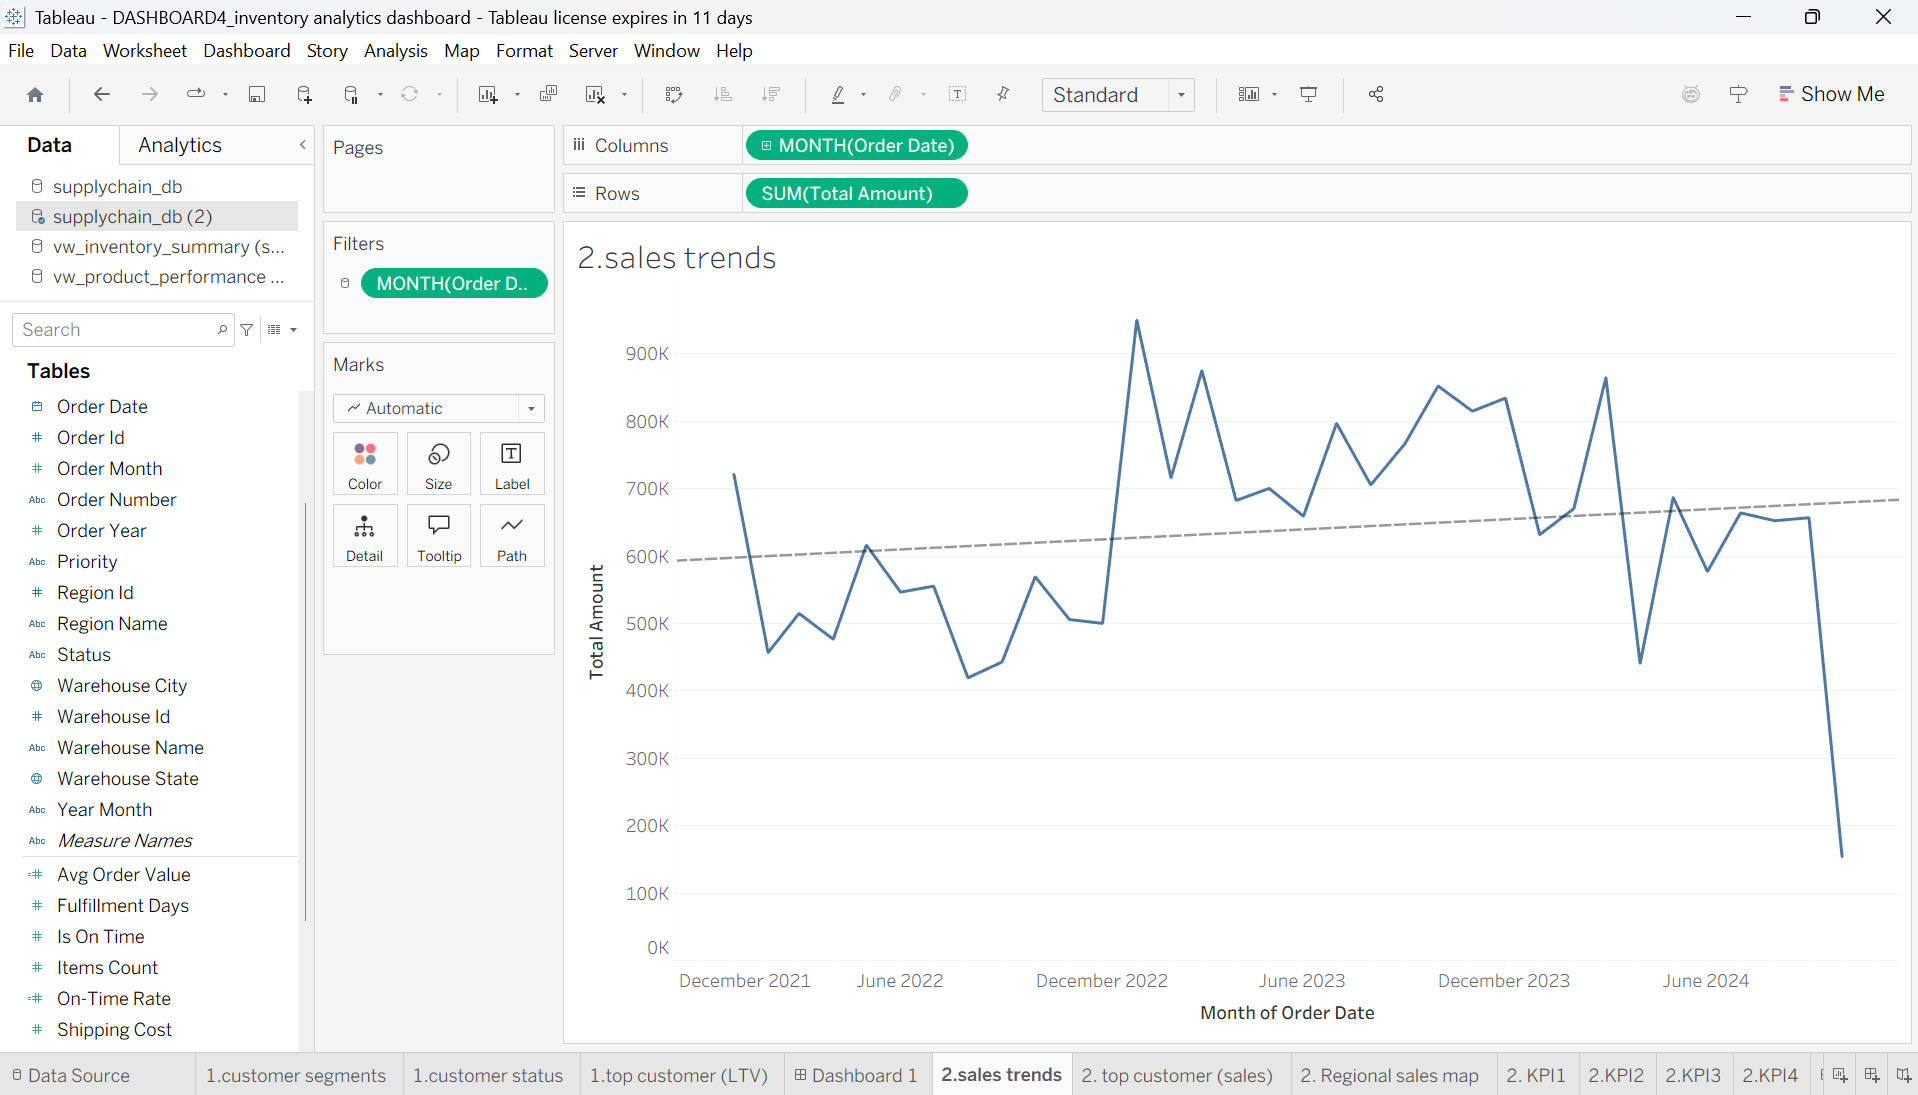 Tableau - DASHBOARD4_inventory analytics dashboard - Tableau license expires in 11 days
File Data Worksheet Dashboard Story Analysis Map Format Server Window Help
Standard
Show Me
Data
Analytics
supplychain_db
supplychain_db (2)
vw_inventory_summary (s...
vw_product_performance ...
Search
Tables
Order Date
# Order Id
# Order Month
Abc Order Number
# Order Year
Abc Priority
# Region Id
Abc Region Name
Abc Status
Warehouse City
# Warehouse Id
Abc Warehouse Name
Warehouse State
Abc Year Month
Abc Measure Names
=# Avg Order Value
# Fulfillment Days
# Is On Time
# Items Count
=# On-Time Rate
# Shipping Cost
Pages
Filters
MONTH(Order D..
Marks
Automatic
Color
Size
Label
Detail
Tooltip
Path
Columns
MONTH(Order Date)
Rows
SUM(Total Amount)
2.sales trends
900K
800K
700K
600K
500K
400K
300K
200K
100K
0K
Total Amount
December 2021
June 2022
December 2022
June 2023
December 2023
June 2024
Month of Order Date
Data Source
1.customer segments
1.customer status
1.top customer (LTV)
Dashboard 1
2.sales trends
2. top customer (sales)
2. Regional sales map
2. KPI1
2.KPI2
2.KPI3
2.KPI4